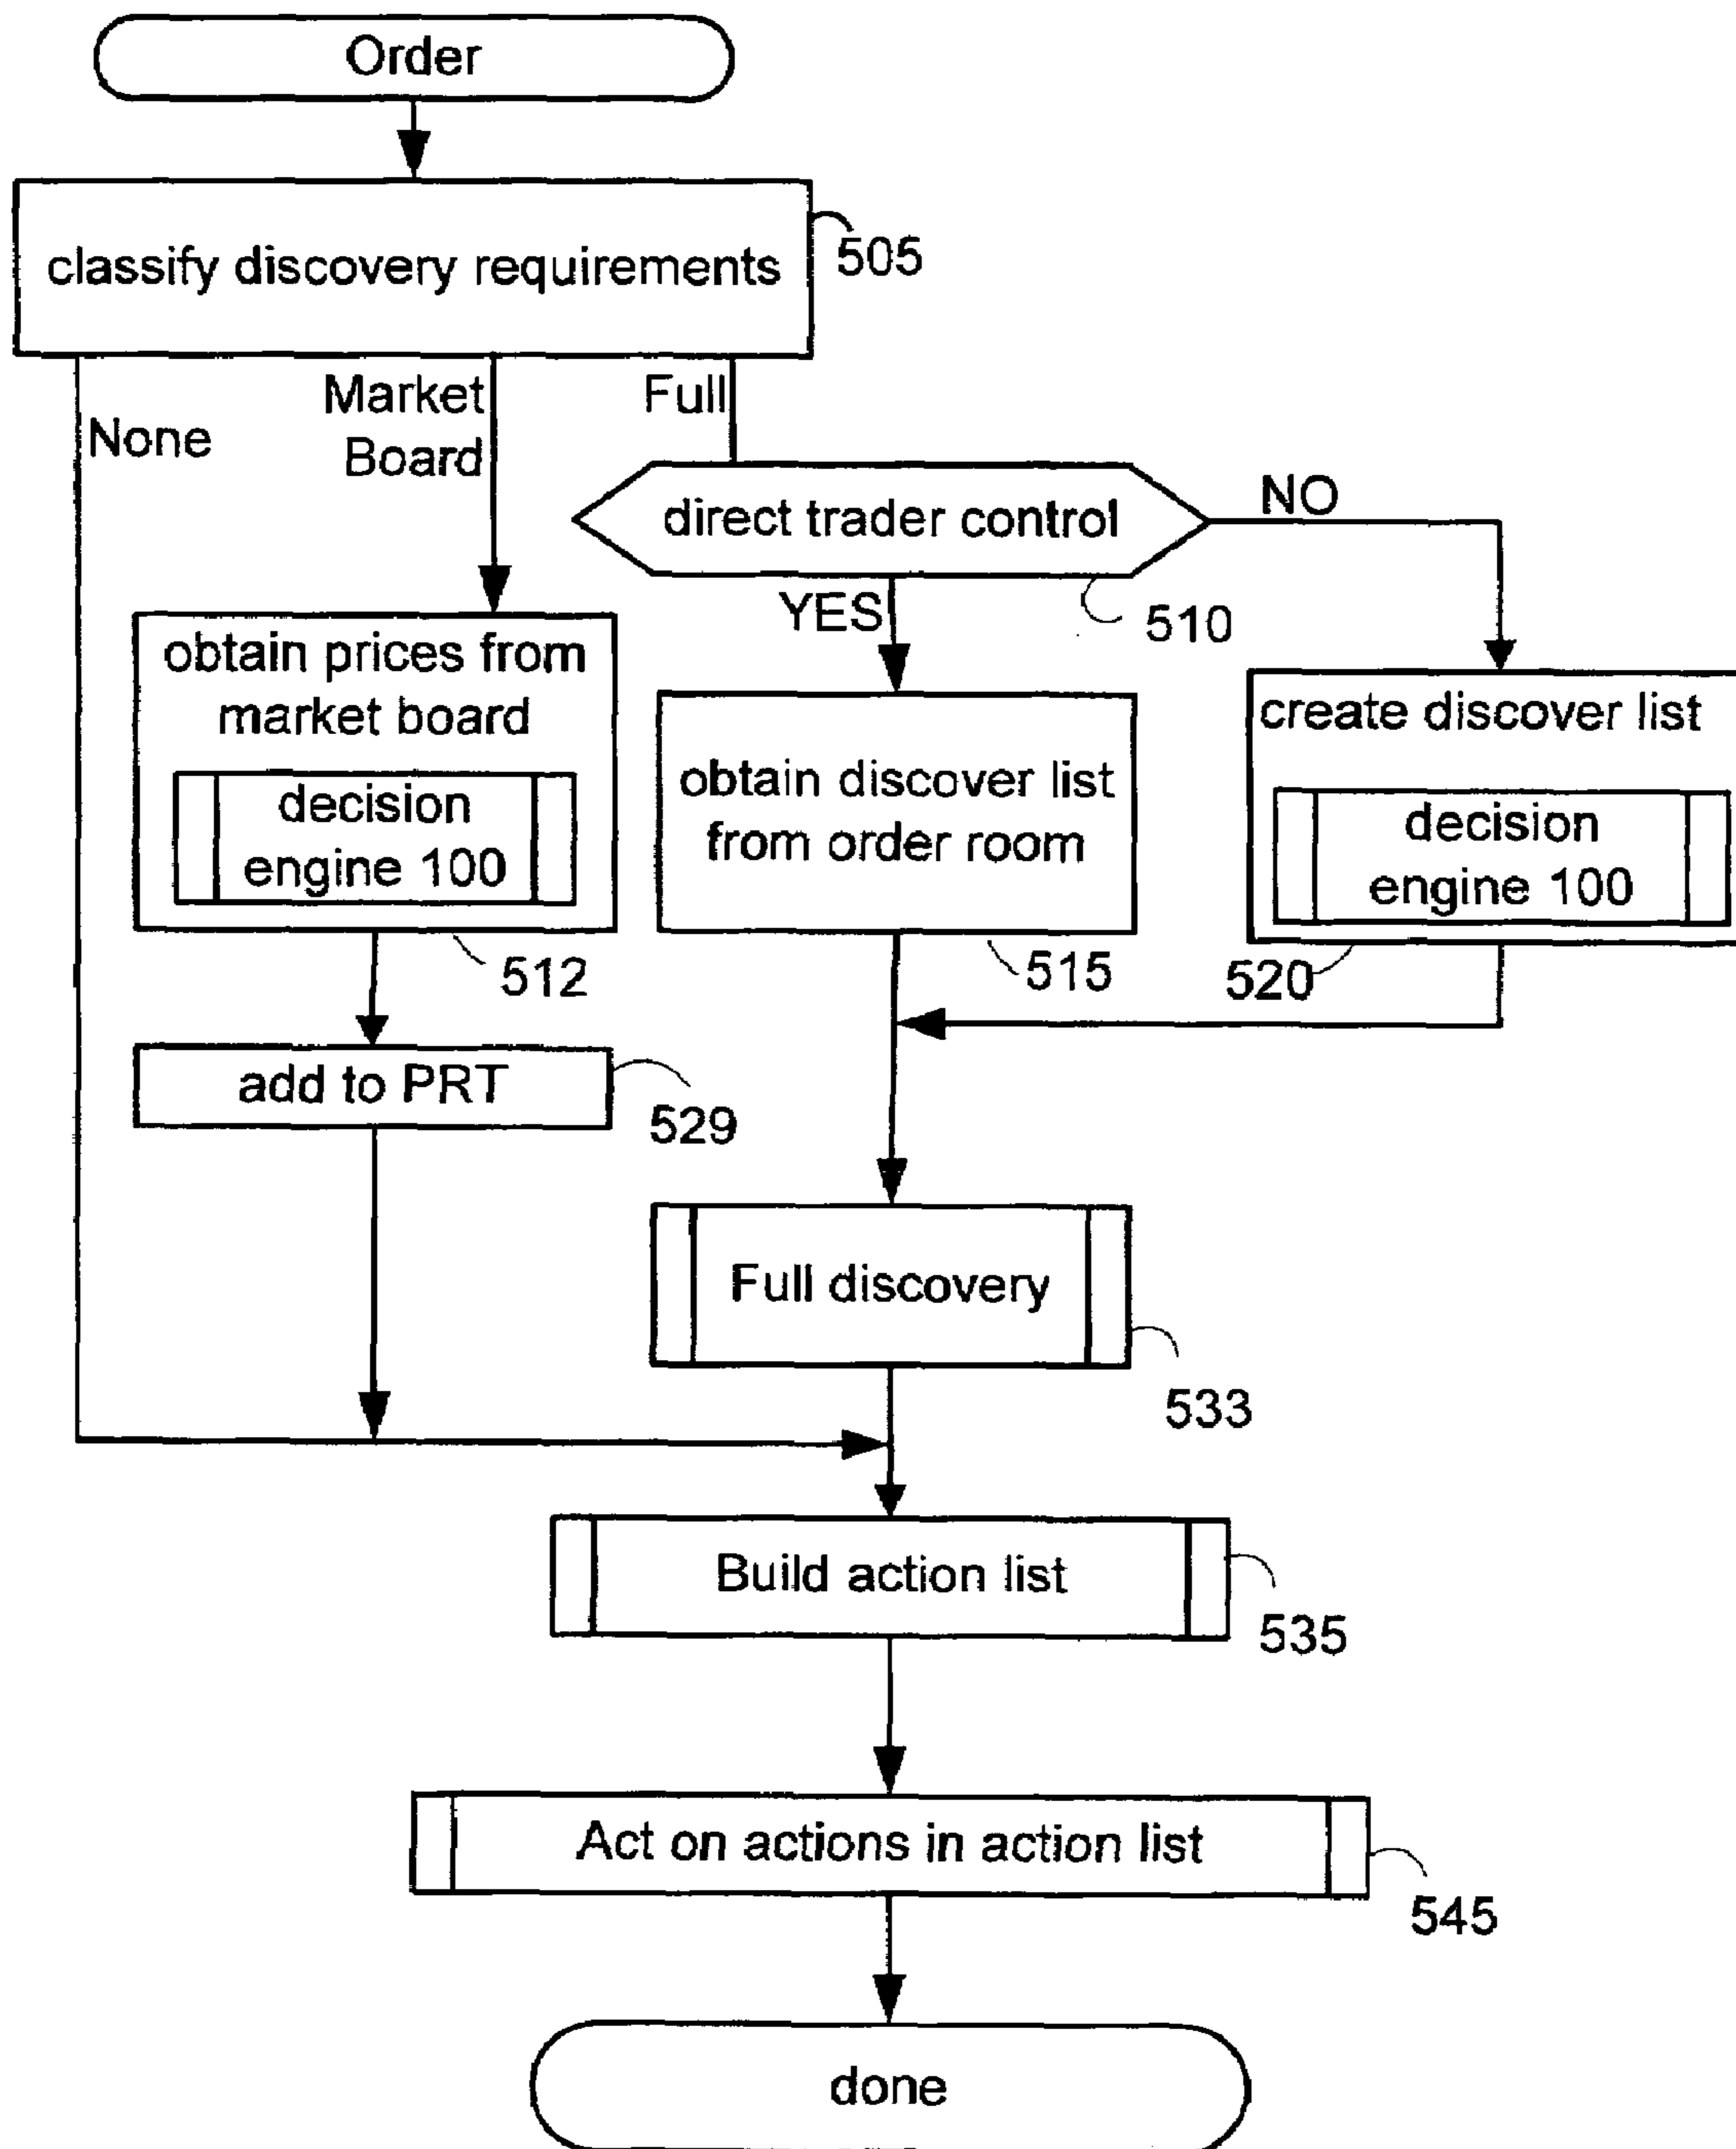 Order
classify discovery requirements
505
None
Market
Board
Full
direct trader control
NO
YES
510
obtain prices from
market board
decision
engine 100
512
obtain discover list
from order room
515
create discover list
decision
engine 100
520
add to PRT
529
Full discovery
533
Build action list
535
Act on actions in action list
545
done